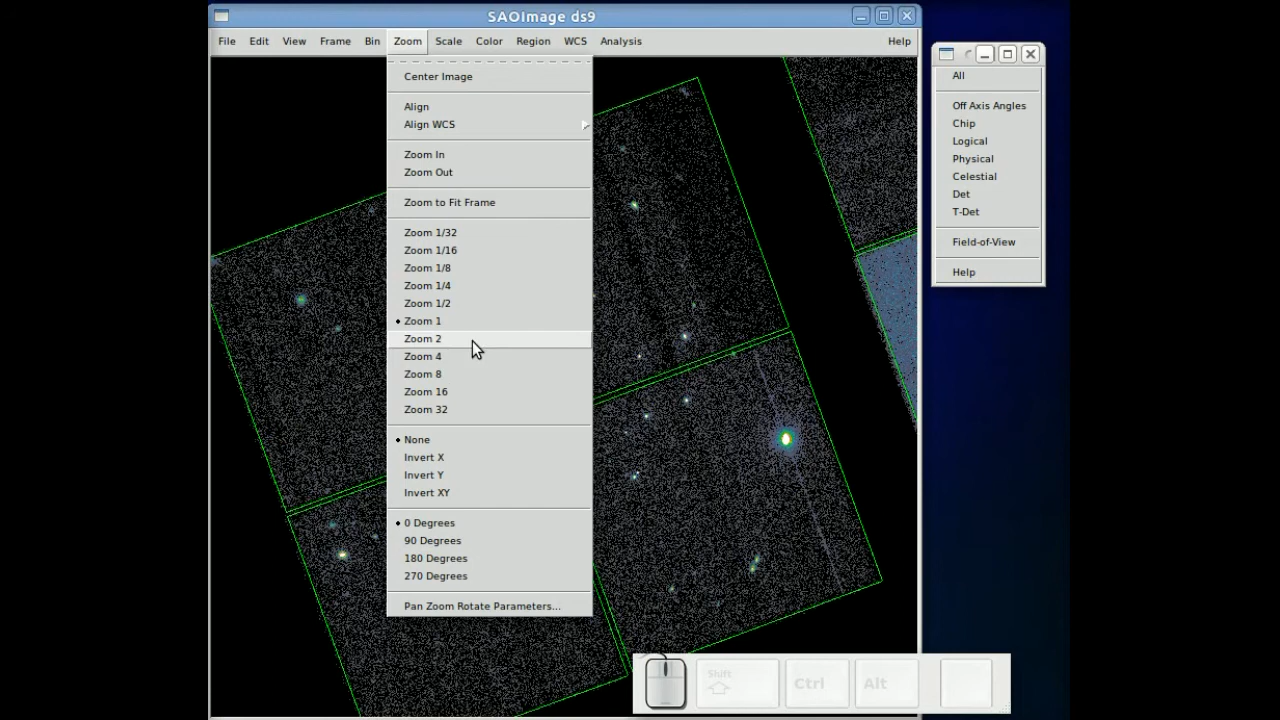 SAOImage ds9
File Edit View Frame Bin Zoom Scale Color Region WCS Analysis Help
Center Image
Align
Align WCS
Zoom In
Zoom Out
Zoom to Fit Frame
Zoom 1/32
Zoom 1/16
Zoom 1/8
Zoom 1/4
Zoom 1/2
Zoom 1
Zoom 2
Zoom 4
Zoom 8
Zoom 16
Zoom 32
None
Invert X
Invert Y
Invert XY
0 Degrees
90 Degrees
180 Degrees
270 Degrees
Pan Zoom Rotate Parameters...
All
Off Axis Angles
Chip
Logical
Physical
Celestial
Det
T-Det
Field-of-View
Help
Shift Ctrl Alt